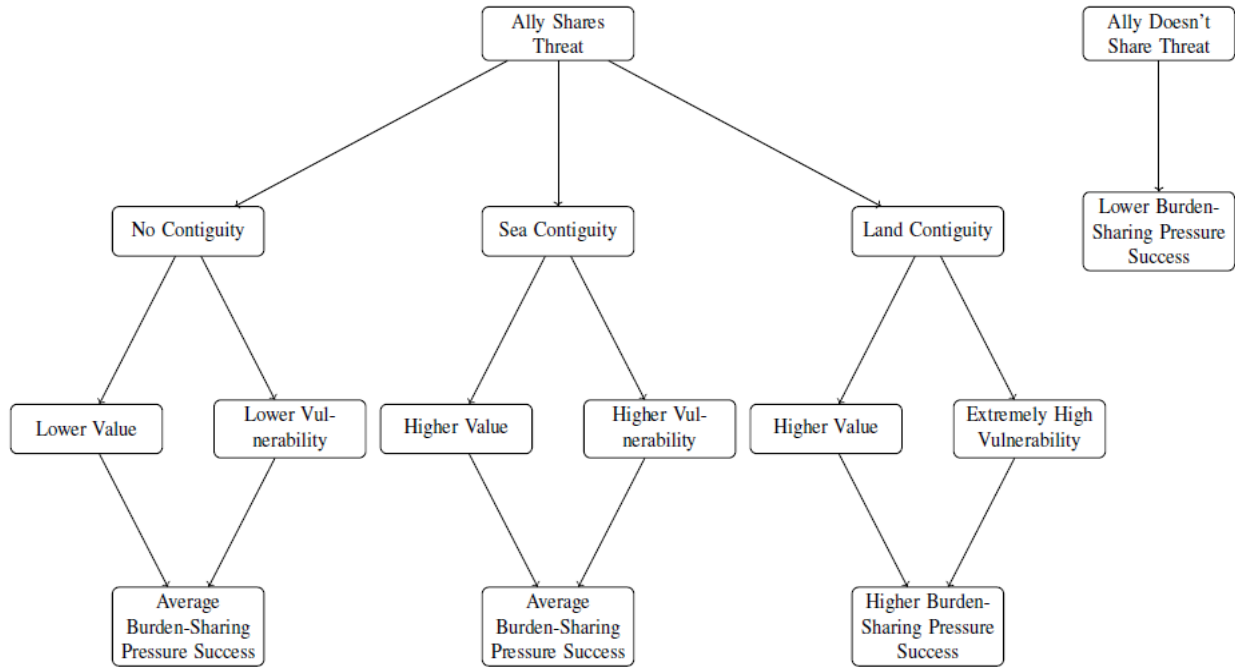 Ally Shares
Threat
Ally Doesn't
Share Threat
No Contiguity
Sea Contiguity
Land Contiguity
Lower Burden-
Sharing Pressure
Success
Lower Value
Lower Vul-
nerability
Higher Value
Higher Vul-
nerability
Higher Value
Extremely High
Vulnerability
Average
Burden-Sharing
Pressure Success
Average
Burden-Sharing
Pressure Success
Higher Burden-
Sharing Pressure
Success